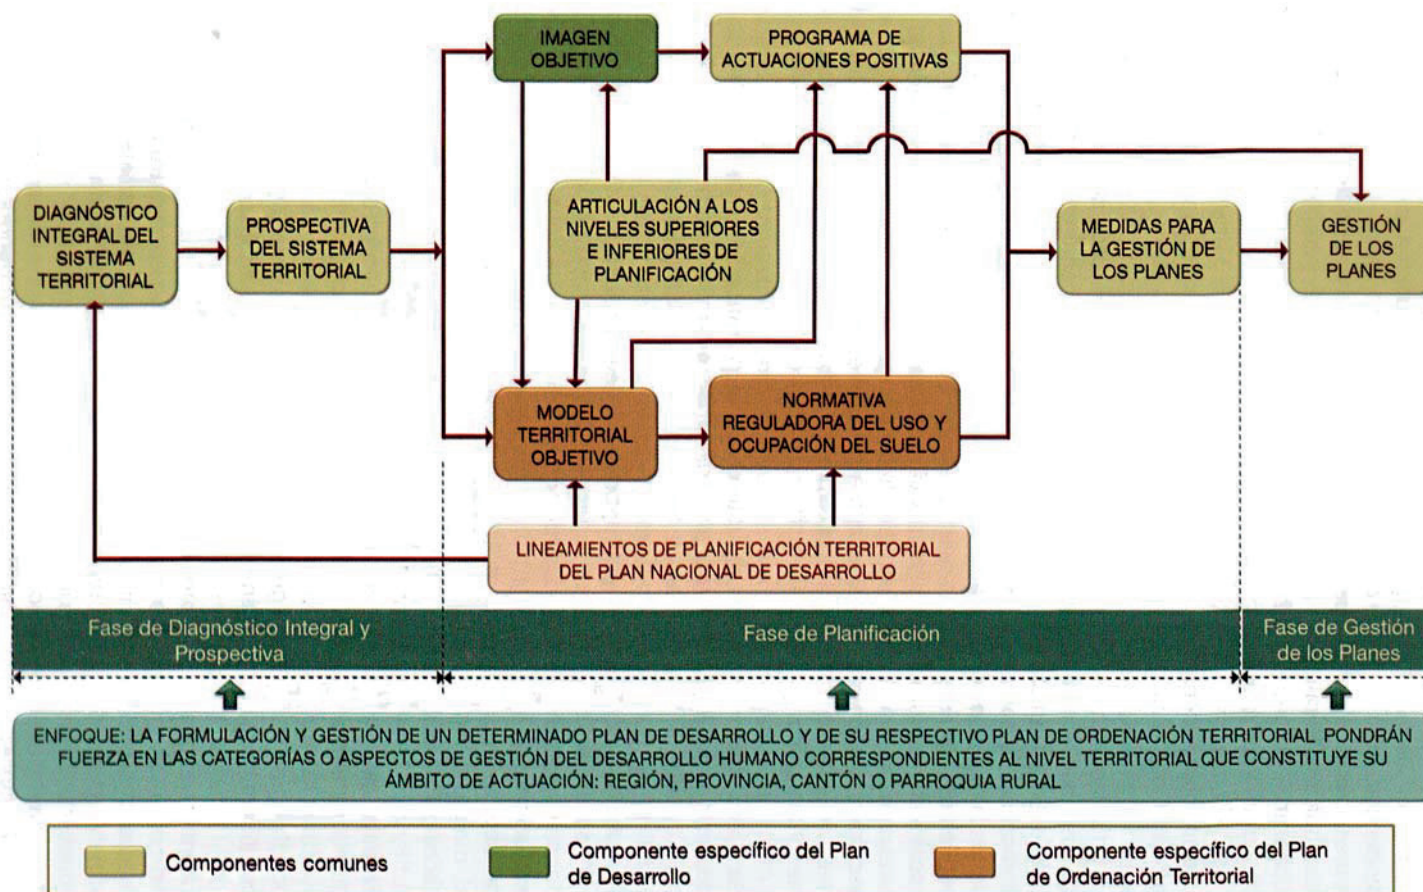 IMAGEN
OBJETIVO
PROGRAMA DE
ACTUACIONES POSITIVAS
DIAGNÓSTICO
INTEGRAL DEL
SISTEMA
TERRITORIAL
PROSPECTIVA
DEL SISTEMA
TERRITORIAL
ARTICULACIÓN A LOS
NIVELES SUPERIORES
E INFERIORES DE
PLANIFICACIÓN
MEDIDAS PARA
LA GESTIÓN DE
LOS PLANES
GESTIÓN
DE LOS
PLANES
MODELO
TERRITORIAL
OBJETIVO
NORMATIVA
REGULADORA DEL USO Y
OCUPACIÓN DEL SUELO
LINEAMIENTOS DE PLANIFICACIÓN TERRITORIAL
DEL PLAN NACIONAL DE DESARROLLO
Fase de Diagnóstico Integral y
Prospectiva
Fase de Planificación
Fase de Gestión
de los Planes
ENFOQUE: LA FORMULACIÓN Y GESTIÓN DE UN DETERMINADO PLAN DE DESARROLLO Y DE SU RESPECTIVO PLAN DE ORDENACIÓN TERRITORIAL PONDRÁN
FUERZA EN LAS CATEGORÍAS O ASPECTOS DE GESTIÓN DEL DESARROLLO HUMANO CORRESPONDIENTES AL NIVEL TERRITORIAL QUE CONSTITUYE SU
ÁMBITO DE ACTUACIÓN: REGIÓN, PROVINCIA, CANTÓN O PARROQUIA RURAL
Componentes comunes
Componente específico del Plan
de Desarrollo
Componente específico del Plan
de Ordenación Territorial